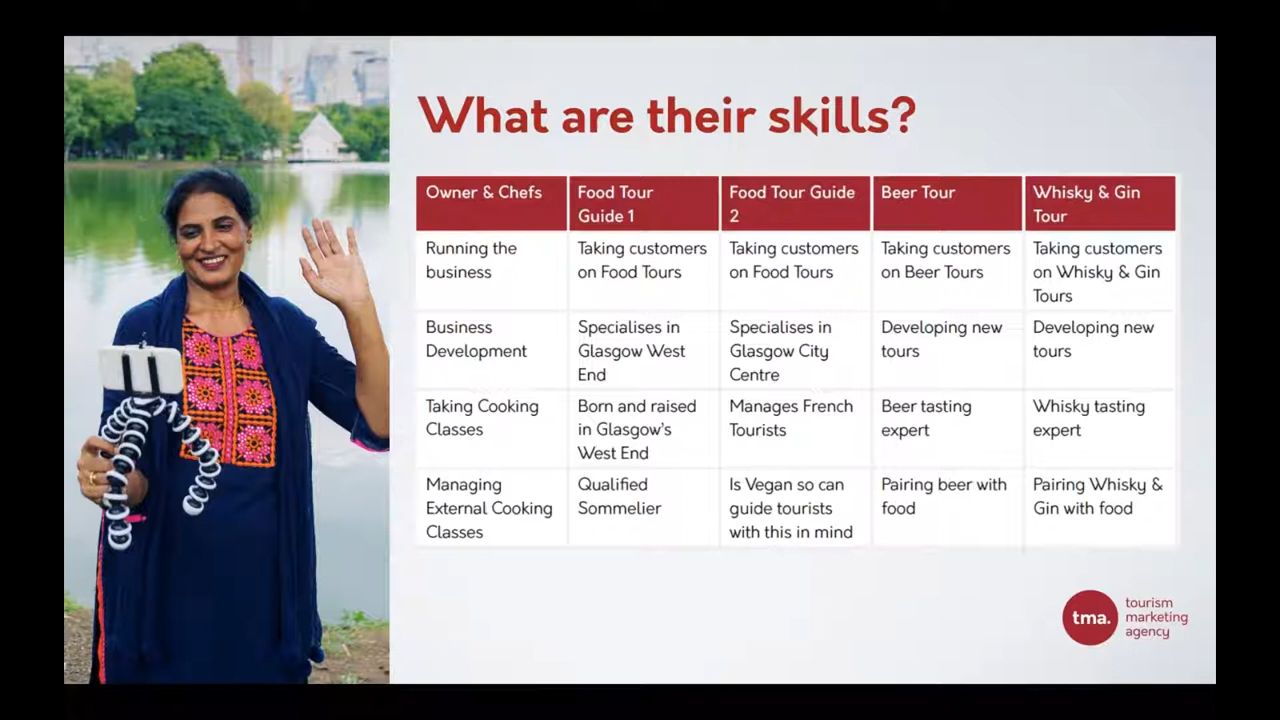 What are their skills?
Owner & Chefs
Food Tour
Guide 1
Food Tour Guide
2
Beer Tour
Whisky & Gin
Tour
Running the
business
Taking customers
on Food Tours
Taking customers
on Food Tours
Taking customers
on Beer Tours
Taking customers
on Whisky & Gin
Tours
Business
Development
Specialises in
Glasgow West
End
Specialises in
Glasgow City
Centre
Developing new
tours
Developing new
tours
Taking Cooking
Classes
Born and raised
in Glasgow's
West End
Manages French
Tourists
Beer tasting
expert
Whisky tasting
expert
Managing
External Cooking
Classes
Qualified
Sommelier
Is Vegan so can
guide tourists
with this in mind
Pairing beer with
food
Pairing Whisky &
Gin with food
tma.
tourism
marketing
agency